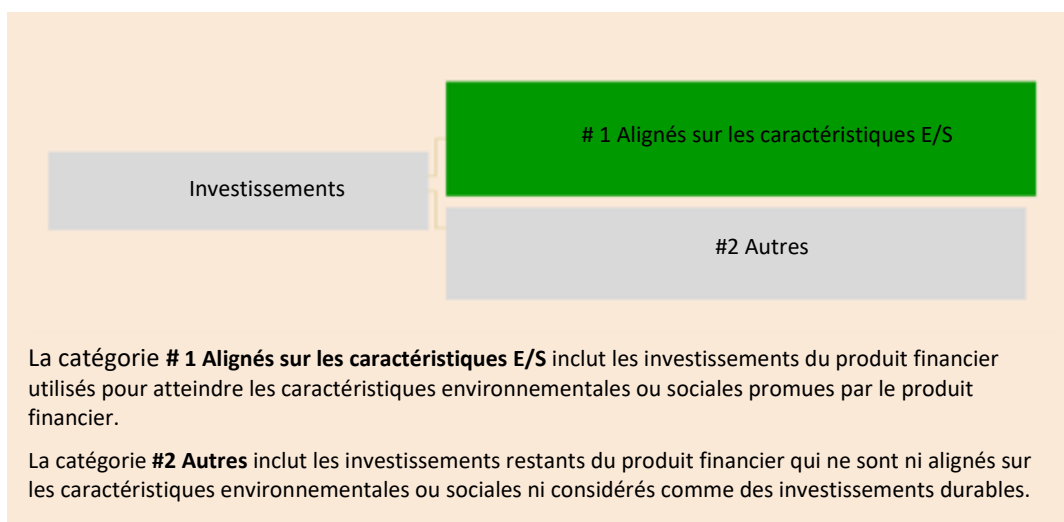 # 1 Alignés sur les caractéristiques E/S
Investissements
#2 Autres
La catégorie # 1 Alignés sur les caractéristiques E/S inclut les investissements du produit financier
utilisés pour atteindre les caractéristiques environnementales ou sociales promues par le produit
financier.
La catégorie #2 Autres inclut les investissements restants du produit financier qui ne sont ni alignés sur
les caractéristiques environnementales ou sociales ni considérés comme des investissements durables.